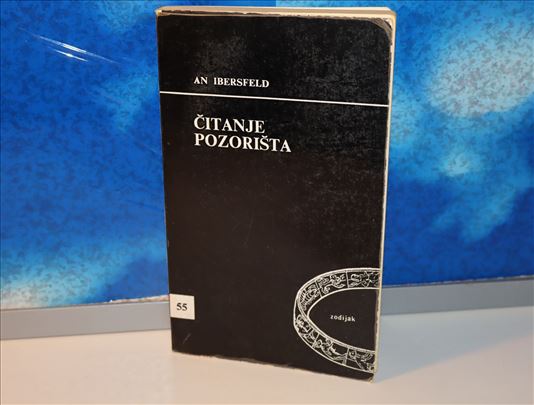 AN IBERSFELD
ČITANJE
POZORIŠTA
55
zodijak